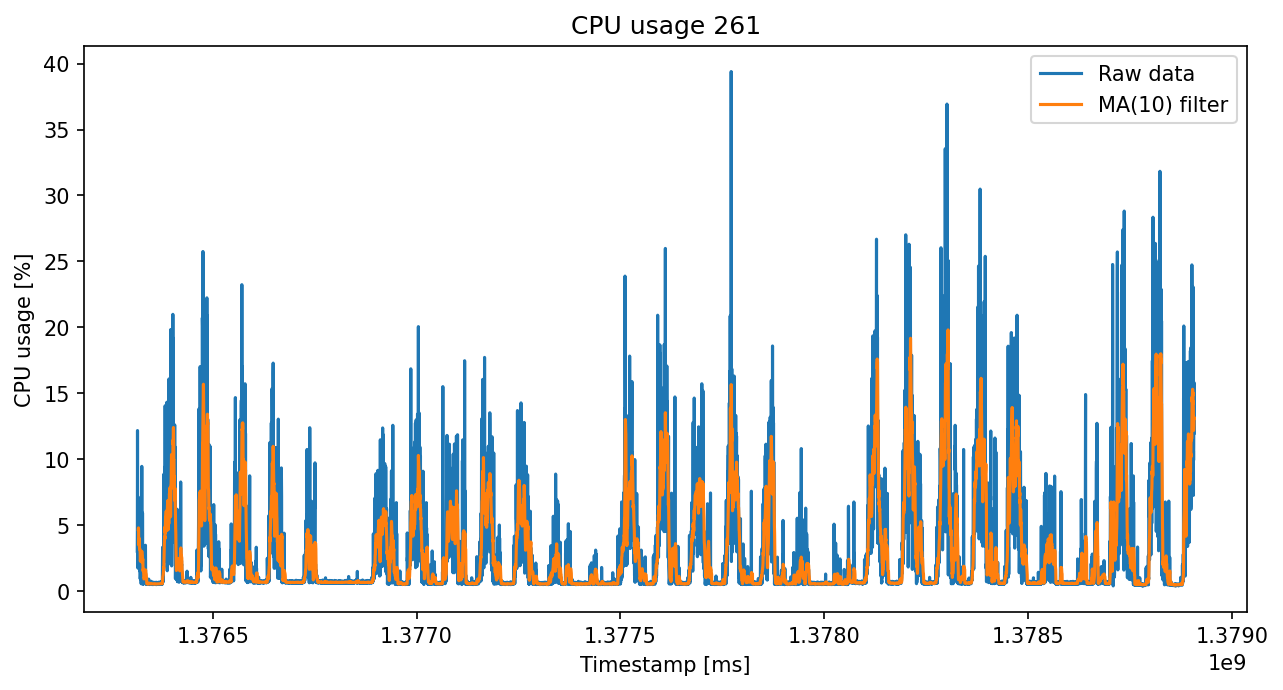 CPU usage 261
Raw data
MA(10) filter
CPU usage [%]
40
35
30
25
20
15
10
5
0
1.3765 1.3770 1.3775 1.3780 1.3785 1.3790
1e9
Timestamp [ms]